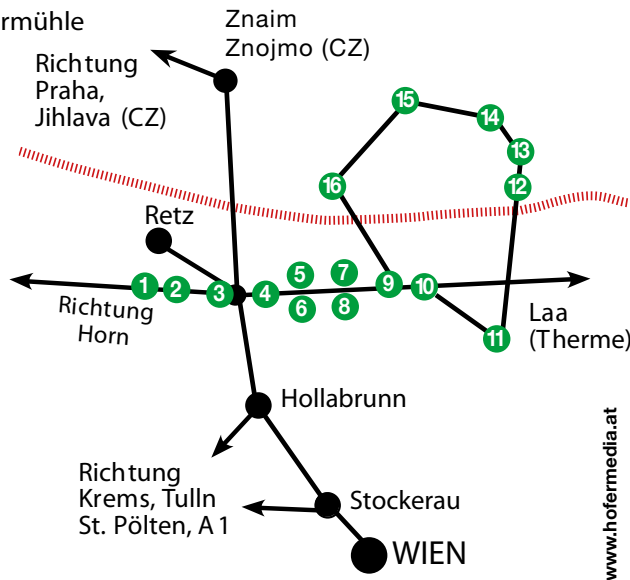 ermühle
Znaim
Znojmo (CZ)
Richtung
Praha,
Jihlava (CZ)
15
14
13
12
16
Retz
1 2 3 4 5 6 7 8 9 10
11
Richtung
Horn
Laa
(Therme)
Hollabrunn
Richtung
Krems, Tulln
St. Pölten, A1
Stockerau
WIEN
www.hofermedia.at